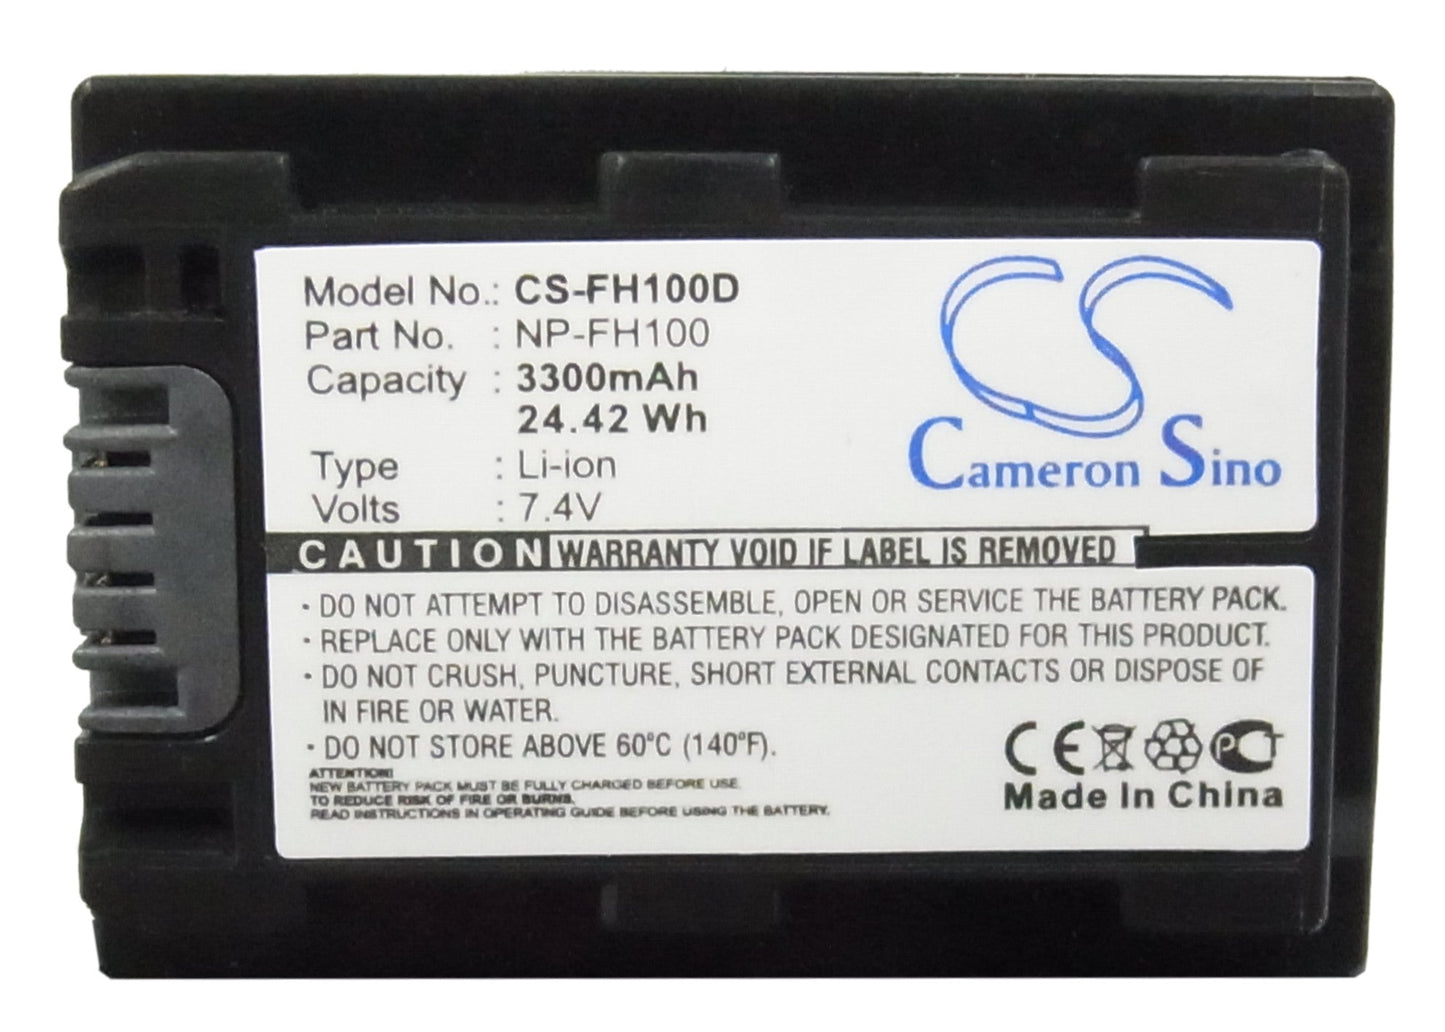 Model No.: CS-FH100D
Part No. : NP-FH100
Capacity : 3300mAh
24.42 Wh
Type : Li-ion
Volts : 7.4V
CS
Cameron Sino
CAUTION WARRANTY VOID IF LABEL IS REMOVED
· DO NOT ATTEMPT TO DISASSEMBLE, OPEN OR SERVICE THE BATTERY PACK.
· REPLACE ONLY WITH THE BATTERY PACK DESIGNATED FOR THIS PRODUCT.
· DO NOT CRUSH, PUNCTURE, SHORT EXTERNAL CONTACTS OR DISPOSE OF
IN FIRE OR WATER.
· DO NOT STORE ABOVE 60°C (140°F).
ATTENTION!
NEW BATTERY PACK MUST BE FULLY CHARGED BEFORE USE.
TO REDUCE RISK OF FIRE OR BURNS.
READ INSTRUCTIONS IN OPERATING GUIDE BEFORE USING THE BATTERY.
CE PCT
Made In China